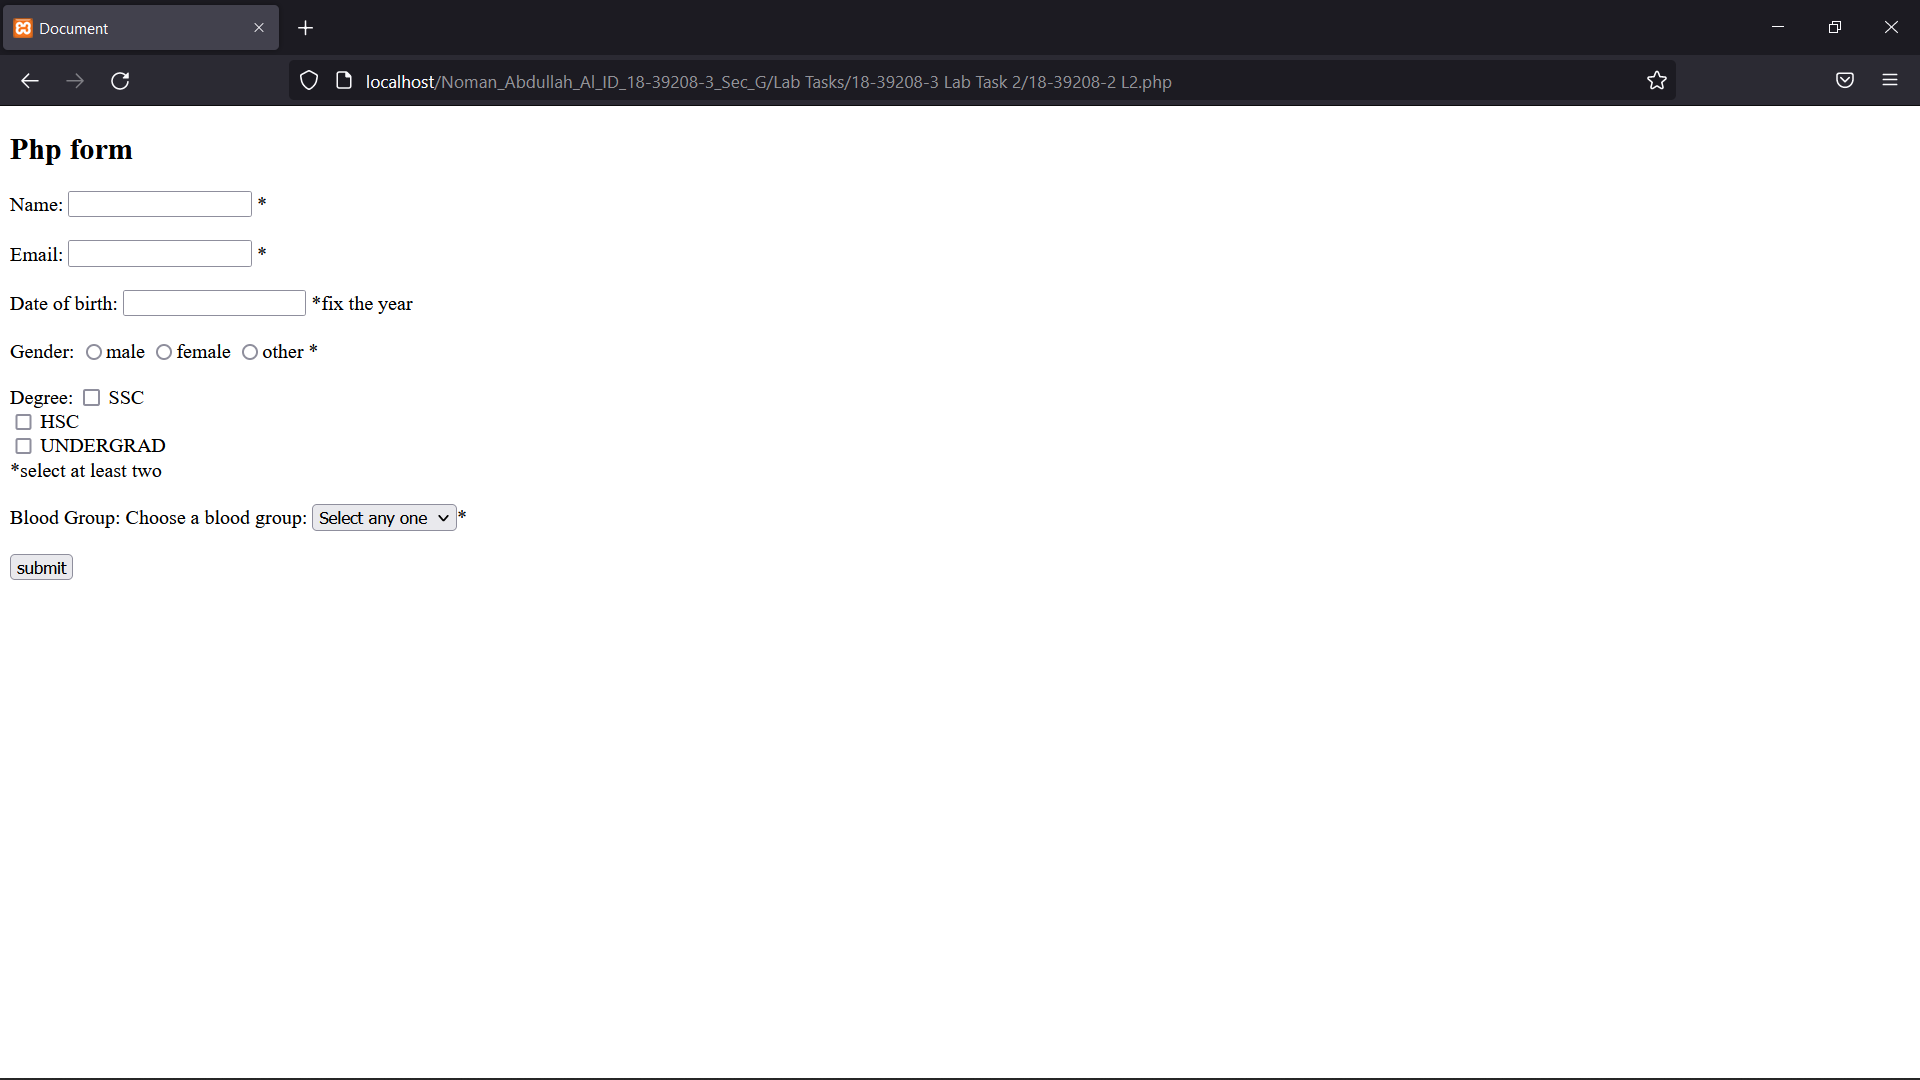 Document
localhost/Noman_Abdullah_Al_ID_18-39208-3_Sec_G/Lab Tasks/18-39208-3 Lab Task 2/18-39208-2 L2.php
Php form
Name: *
Email: *
Date of birth: *fix the year
Gender: male female other *
Degree: SSC
HSC
UNDERGRAD
*select at least two
Blood Group: Choose a blood group: Select any one *
submit